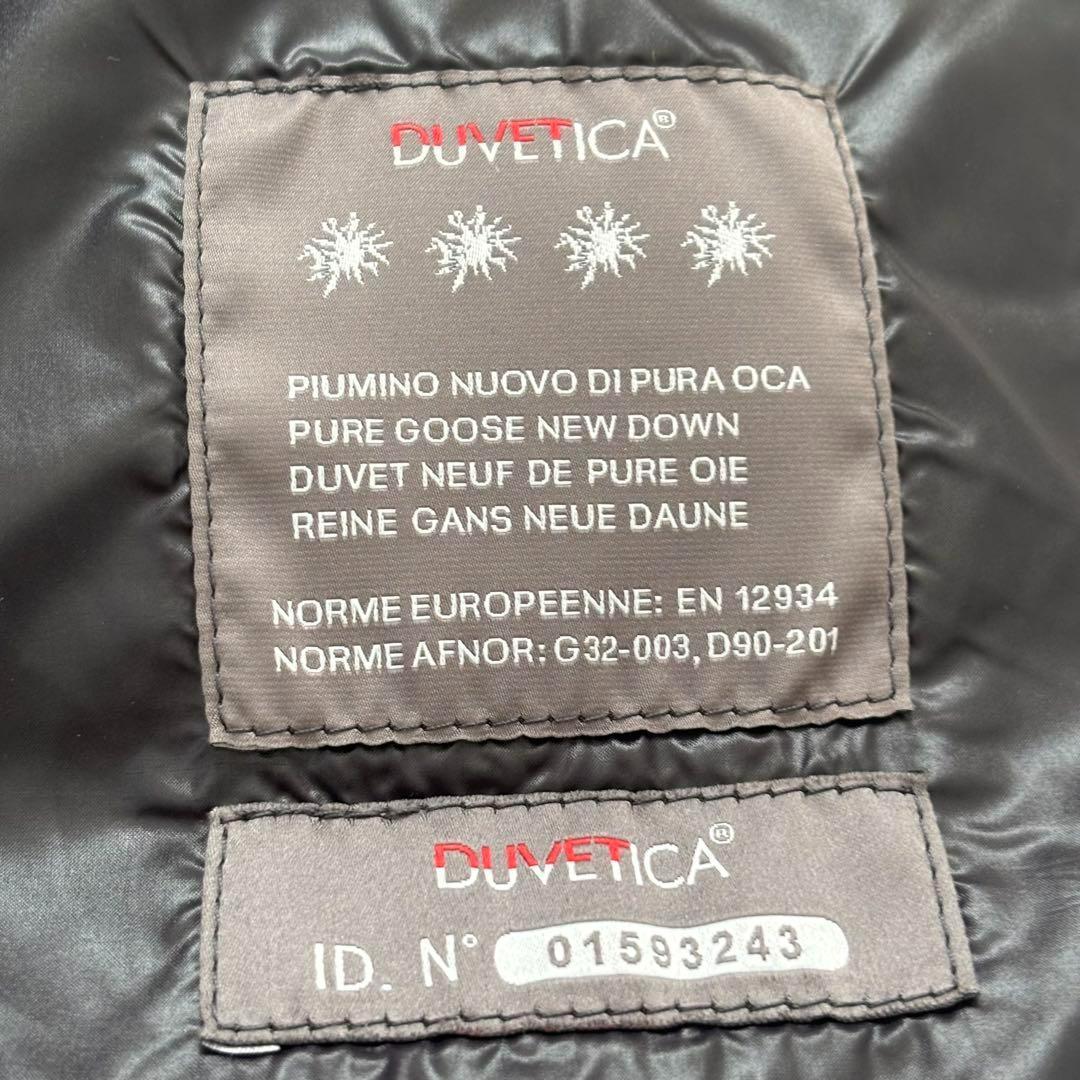 DUVETICA®
PIUMINO NUOVO DI PURA OCA
PURE GOOSE NEW DOWN
DUVET NEUF DE PURE OIE
REINE GANS NEUE DAUNE
NORME EUROPEENNE: EN 12934
NORME AFNOR: G32-003, D90-201
DUVETICA®
ID. N° 01593243